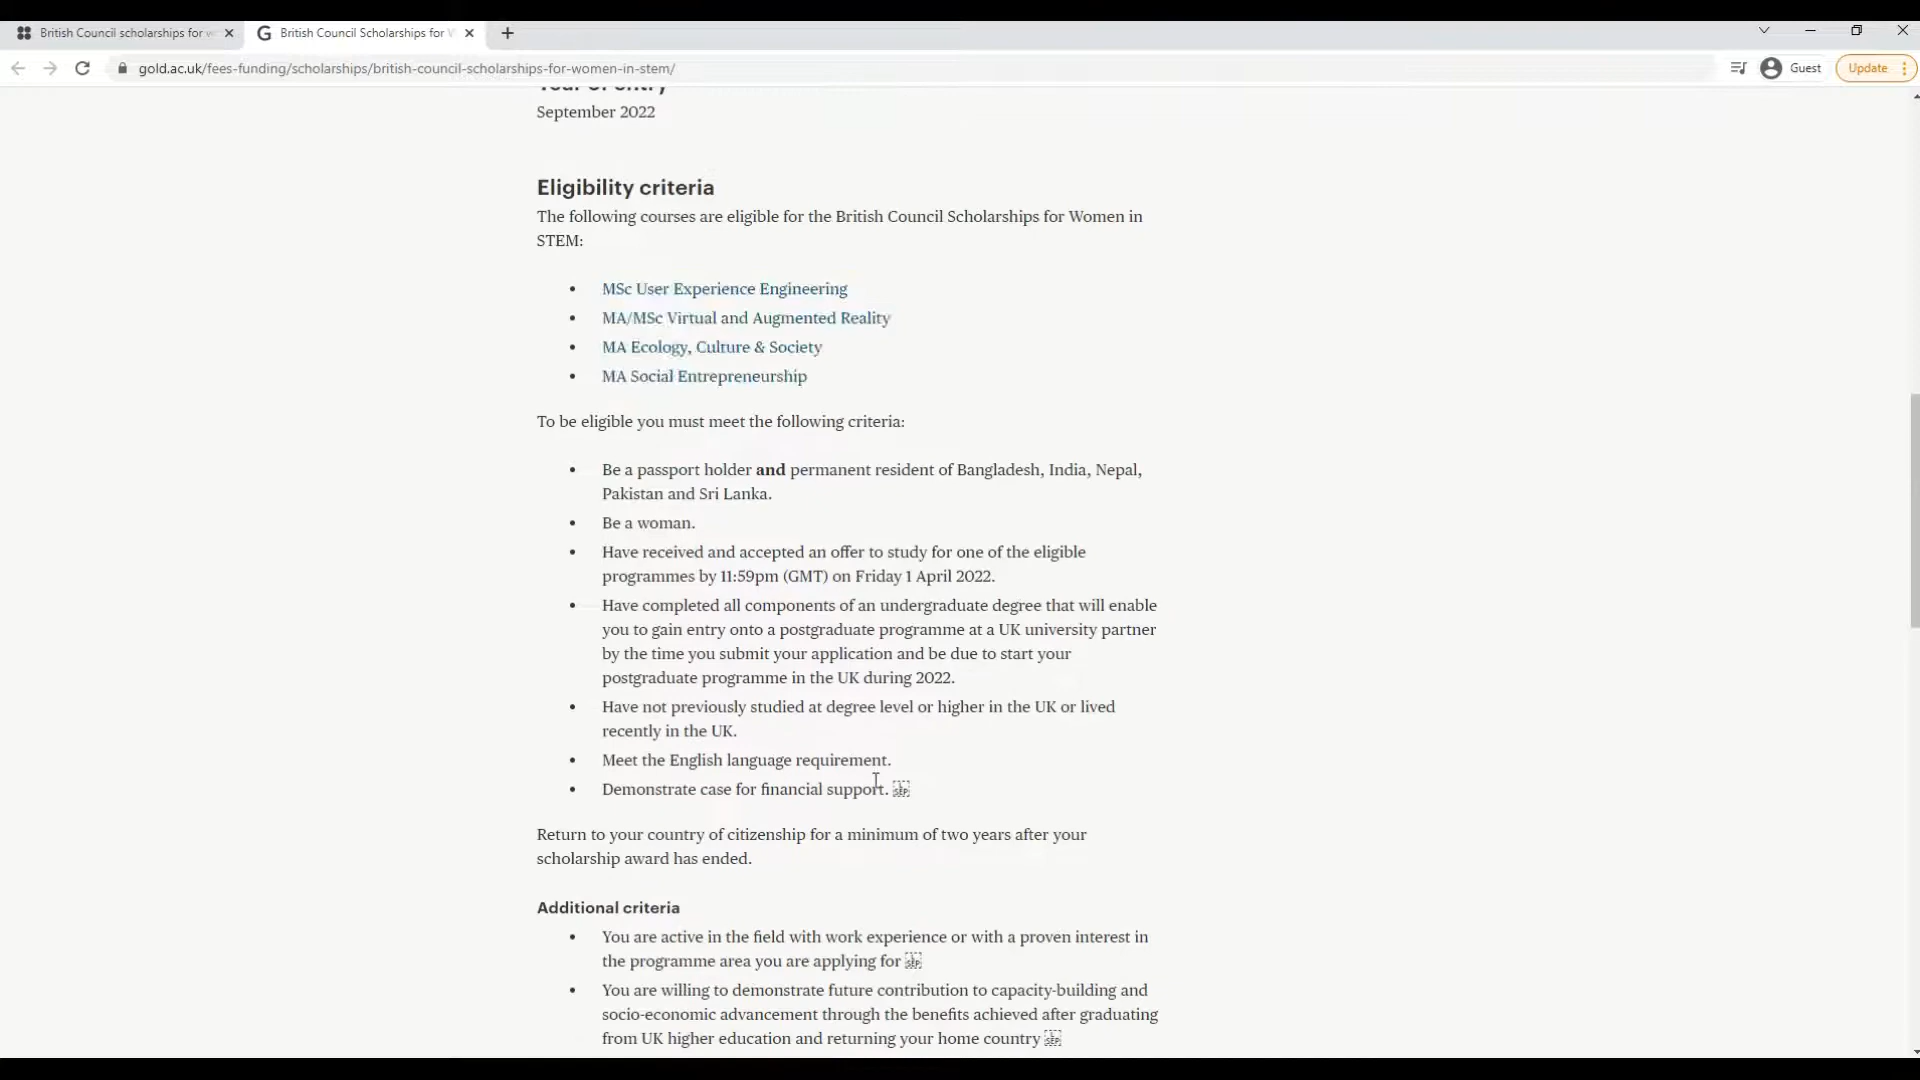 British Council scholarships for
British Council Scholarships for
gold.ac.uk/fees-funding/scholarships/british-council-scholarships-for-women-in-stem/
Guest
Update
Year of entry
September 2022
Eligibility criteria
The following courses are eligible for the British Council Scholarships for Women in
STEM:
• MSc User Experience Engineering
• MA/MSc Virtual and Augmented Reality
• MA Ecology, Culture & Society
• MA Social Entrepreneurship
To be eligible you must meet the following criteria:
• Be a passport holder and permanent resident of Bangladesh, India, Nepal,
Pakistan and Sri Lanka.
• Be a woman.
• Have received and accepted an offer to study for one of the eligible
programmes by 11:59pm (GMT) on Friday 1 April 2022.
• Have completed all components of an undergraduate degree that will enable
you to gain entry onto a postgraduate programme at a UK university partner
by the time you submit your application and be due to start your
postgraduate programme in the UK during 2022.
• Have not previously studied at degree level or higher in the UK or lived
recently in the UK.
• Meet the English language requirement.
• Demonstrate case for financial support.
Return to your country of citizenship for a minimum of two years after your
scholarship award has ended.
Additional criteria
• You are active in the field with work experience or with a proven interest in
the programme area you are applying for
• You are willing to demonstrate future contribution to capacity-building and
socio-economic advancement through the benefits achieved after graduating
from UK higher education and returning your home country